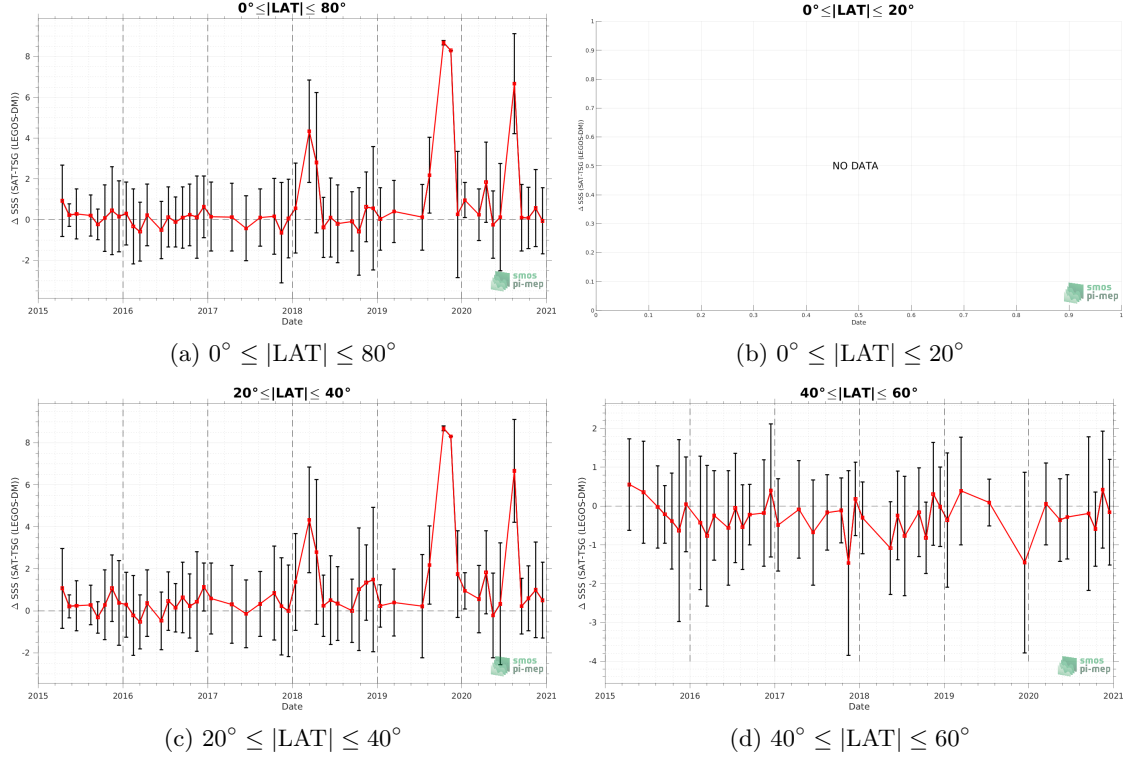 0°≤|LAT|≤ 80°
Δ SSS (SAT-TSG (LEGOS-DM))
8
6
4
2
0
-2
2015 2016 2017 2018 2019 2020 2021
Date
smos
pi-mep
(a) 0° ≤ |LAT| ≤ 80°
0°≤|LAT|≤ 20°
Δ SSS (SAT-TSG (LEGOS-DM))
1
0.9
0.8
0.7
0.6
0.5
0.4
0.3
0.2
0.1
0
NO DATA
0 0.1 0.2 0.3 0.4 0.5 0.6 0.7 0.8 0.9 1
Date
smos
pi-mep
(b) 0° ≤ |LAT| ≤ 20°
20°≤|LAT|≤ 40°
Δ SSS (SAT-TSG (LEGOS-DM))
8
6
4
2
0
-2
2015 2016 2017 2018 2019 2020 2021
Date
smos
pi-mep
(c) 20° ≤ |LAT| ≤ 40°
40°≤|LAT|≤ 60°
Δ SSS (SAT-TSG (LEGOS-DM))
2
1
0
-1
-2
-3
-4
2015 2016 2017 2018 2019 2020 2021
Date
smos
pi-mep
(d) 40° ≤ |LAT| ≤ 60°